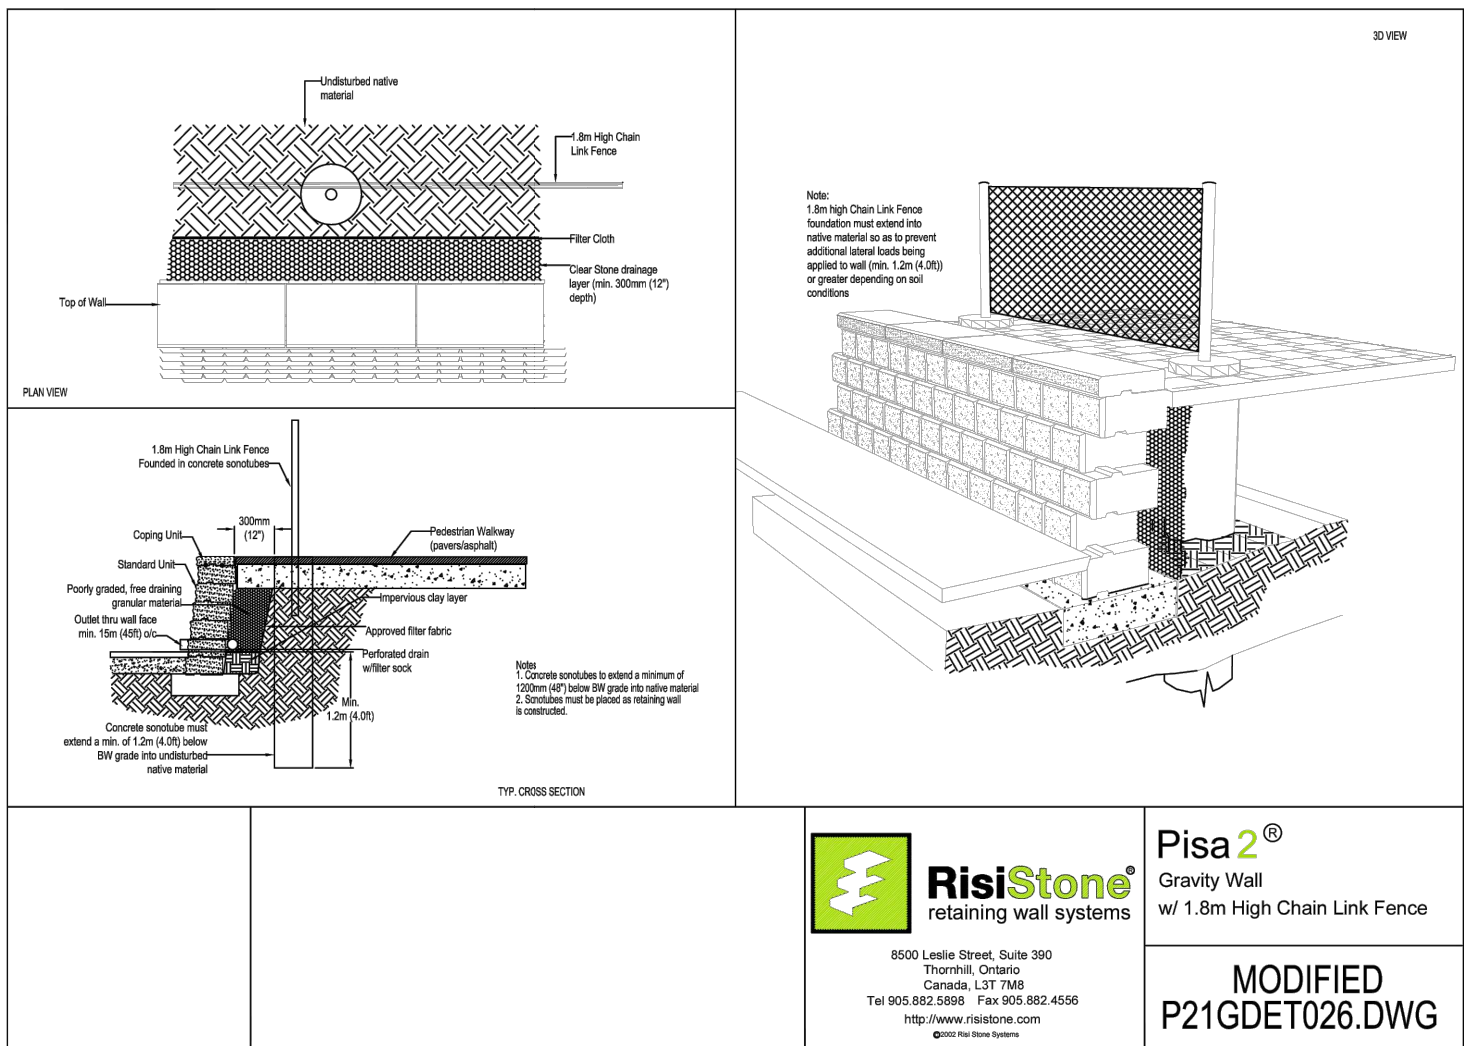 Undisturbed native
material
1.8m High Chain
Link Fence
Filter Cloth
Clear Stone drainage
layer (min. 300mm (12")
depth)
Top of Wall
PLAN VIEW
1.8m High Chain Link Fence
Founded in concrete sonotubes
300mm
(12")
Coping Unit
Standard Unit
Poorly graded, free draining
granular material
Outlet thru wall face
min. 15m (45ft) o/c
Pedestrian Walkway
(pavers/asphalt)
Impervious clay layer
Approved filter fabric
Perforated drain
w/filter sock
Min.
1.2m (4.0ft)
Concrete sonotube must
extend a min. of 1.2m (4.0ft) below
BW grade into undisturbed
native material
Notes
1. Concrete sonotubes to extend a minimum of
1200mm (48") below BW grade into native material
2. Sonotubes must be placed as retaining wall
is constructed.
TYP. CROSS SECTION
3D VIEW
Note:
1.8m high Chain Link Fence
foundation must extend into
native material so as to prevent
additional lateral loads being
applied to wall (min. 1.2m (4.0ft))
or greater depending on soil
conditions
RisiStone®
retaining wall systems
8500 Leslie Street, Suite 390
Thornhill, Ontario
Canada, L3T 7M8
Tel 905.882.5898 Fax 905.882.4556
http://www.risistone.com
©2002 Risi Stone Systems
Pisa 2®
Gravity Wall
w/ 1.8m High Chain Link Fence
MODIFIED
P21GDET026.DWG